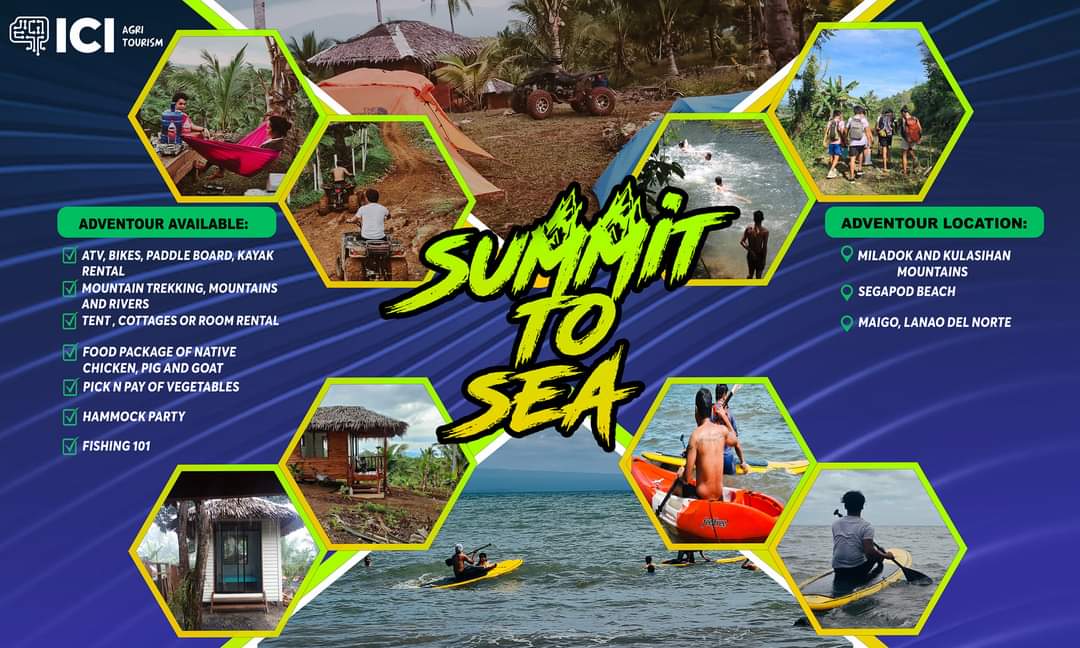 ICI AGRI
TOURISM
ADVENTOUR AVAILABLE:
ATV, BIKES, PADDLE BOARD, KAYAK
RENTAL
MOUNTAIN TREKKING, MOUNTAINS
AND RIVERS
TENT , COTTAGES OR ROOM RENTAL
FOOD PACKAGE OF NATIVE
CHICKEN, PIG AND GOAT
PICK N PAY OF VEGETABLES
HAMMOCK PARTY
FISHING 101
SUMMIT
TO
SEA
ADVENTOUR LOCATION:
MILADOK AND KULASIHAN
MOUNTAINS
SEGAPOD BEACH
MAIGO, LANAO DEL NORTE